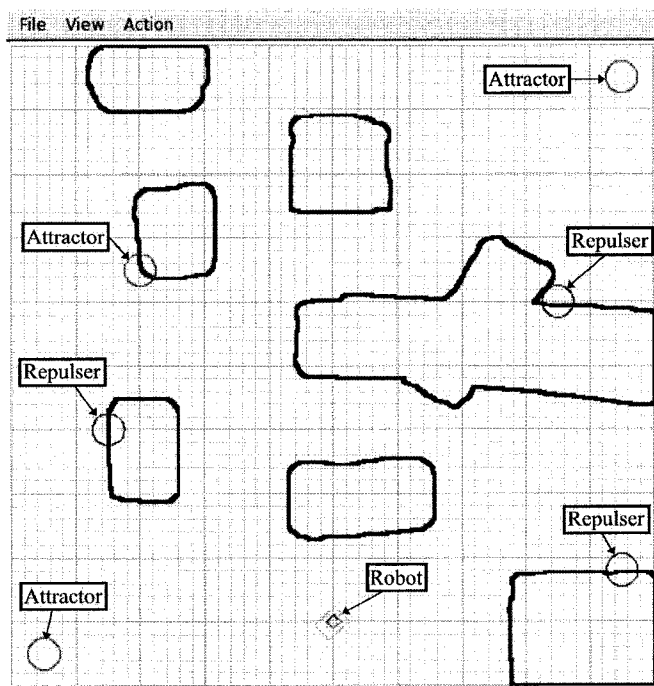 File View Action
Attractor
Attractor
Repulser
Repulser
Repulser
Robot
Attractor